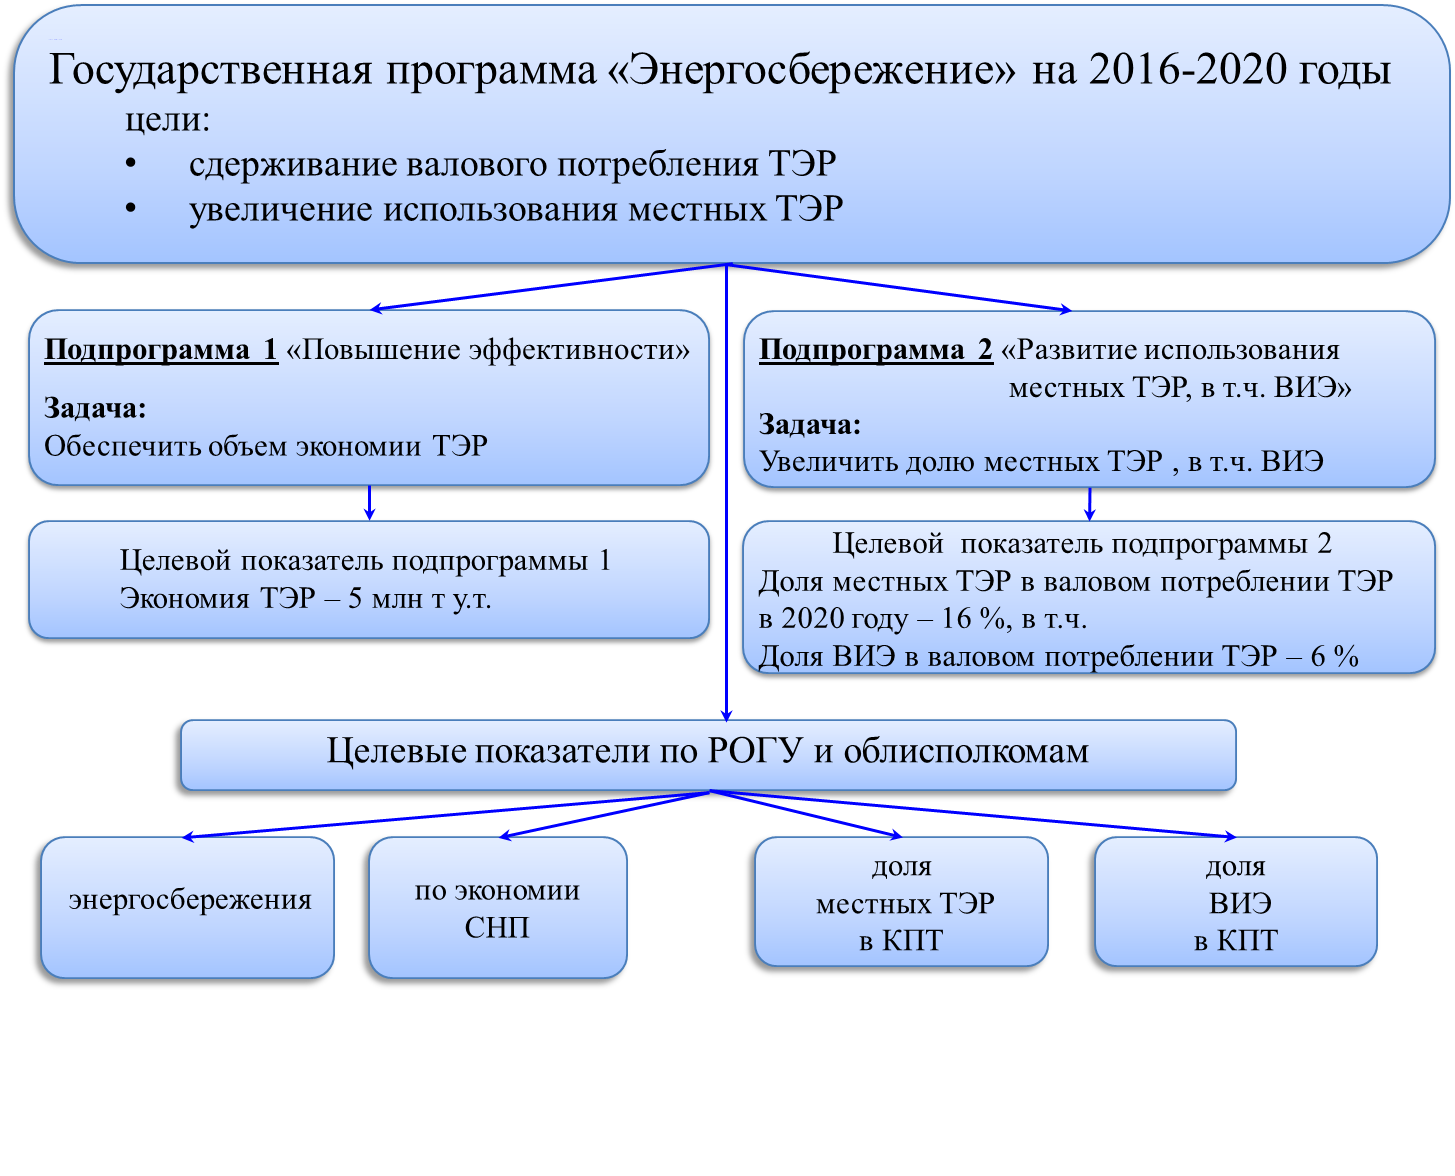 Государственная программа «Энергосбережение» на 2016-2020 годы
цели:
• сдерживание валового потребления ТЭР
• увеличение использования местных ТЭР
Подпрограмма 1 «Повышение эффективности»
Задача:
Обеспечить объем экономии ТЭР
Подпрограмма 2 «Развитие использования
местных ТЭР, в т.ч. ВИЭ»
Задача:
Увеличить долю местных ТЭР , в т.ч. ВИЭ
Целевой показатель подпрограммы 1
Экономия ТЭР – 5 млн т у.т.
Целевой показатель подпрограммы 2
Доля местных ТЭР в валовом потреблении ТЭР
в 2020 году – 16 %, в т.ч.
Доля ВИЭ в валовом потреблении ТЭР – 6 %
Целевые показатели по РОГУ и облисполкомам
энергосбережения
по экономии
СНП
доля
местных ТЭР
в КПТ
доля
ВИЭ
в КПТ